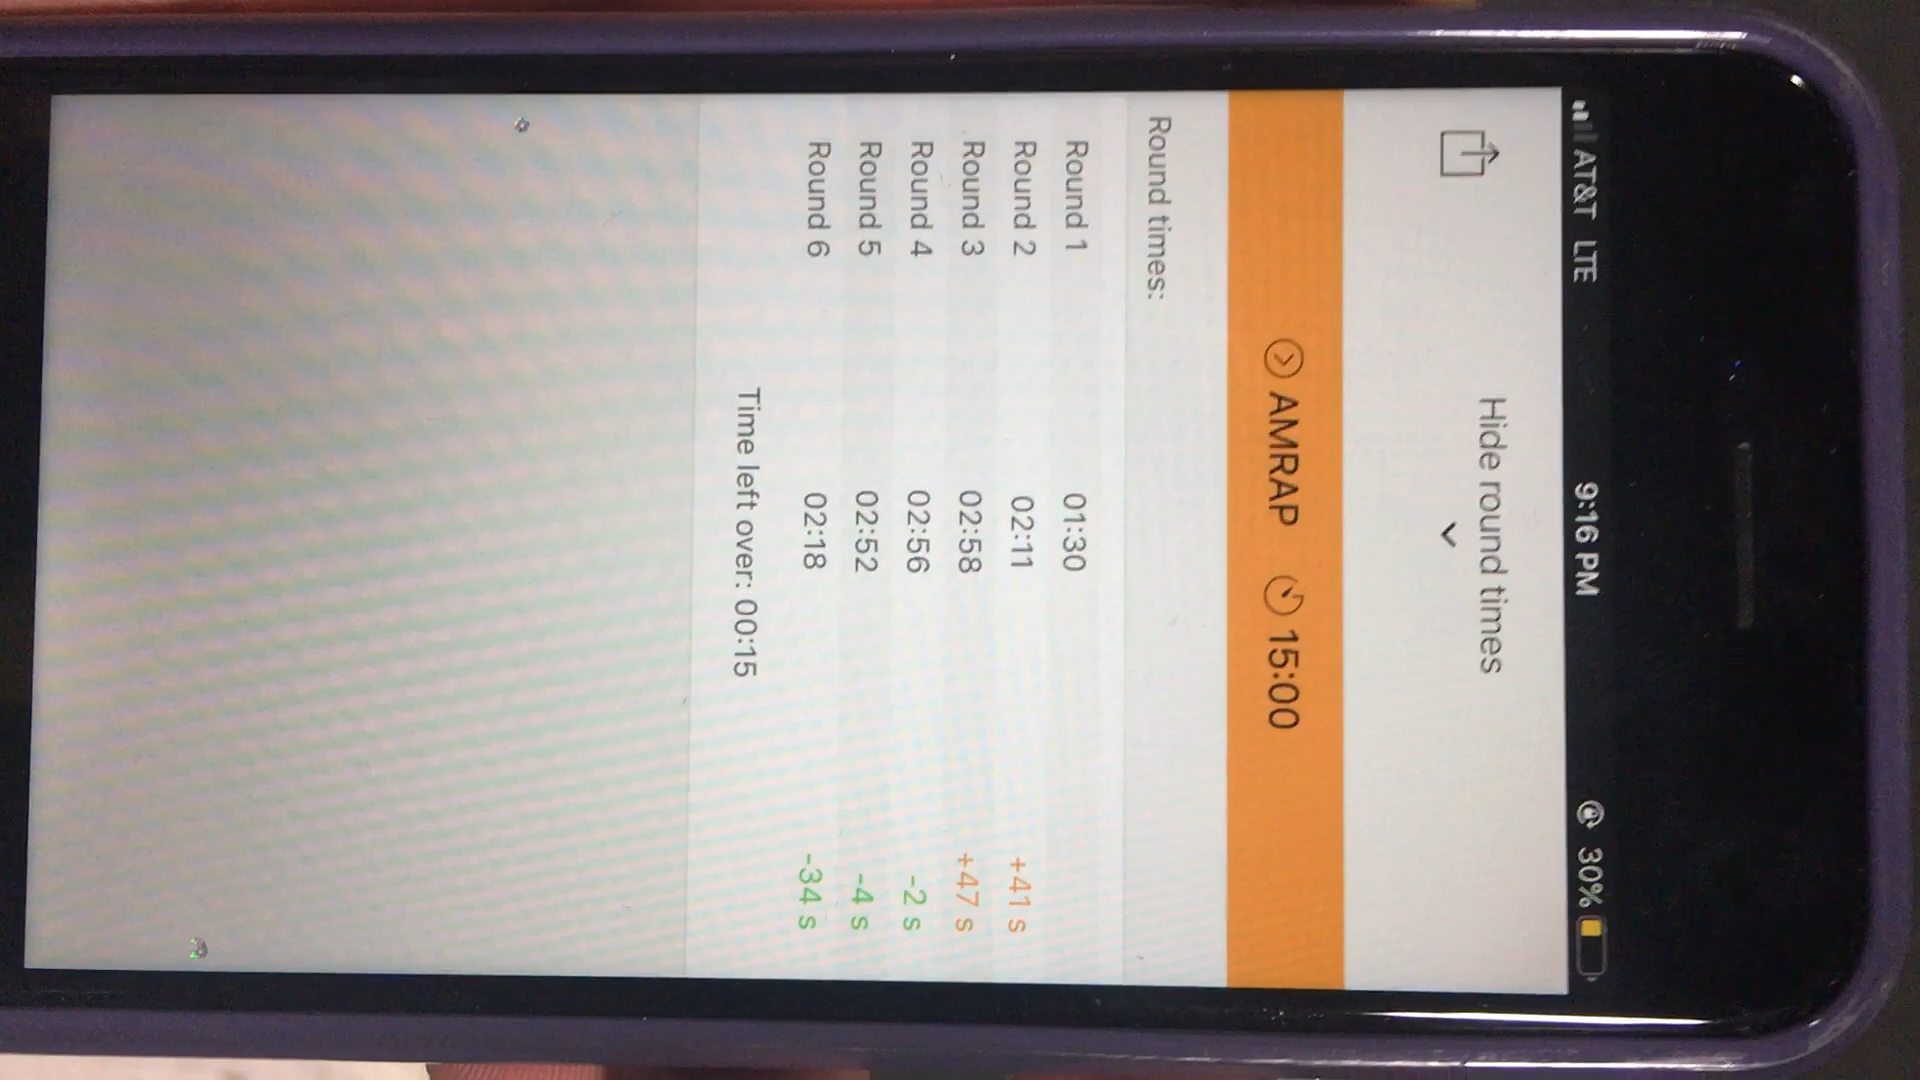 AT&T LTE 9:16 PM 30%
Hide round times
AMRAP 15:00
Round times:
Round 1 01:30
Round 2 02:11 +41 s
Round 3 02:58 +47 s
Round 4 02:56 -2 s
Round 5 02:52 -4 s
Round 6 02:18 -34 s
Time left over: 00:15